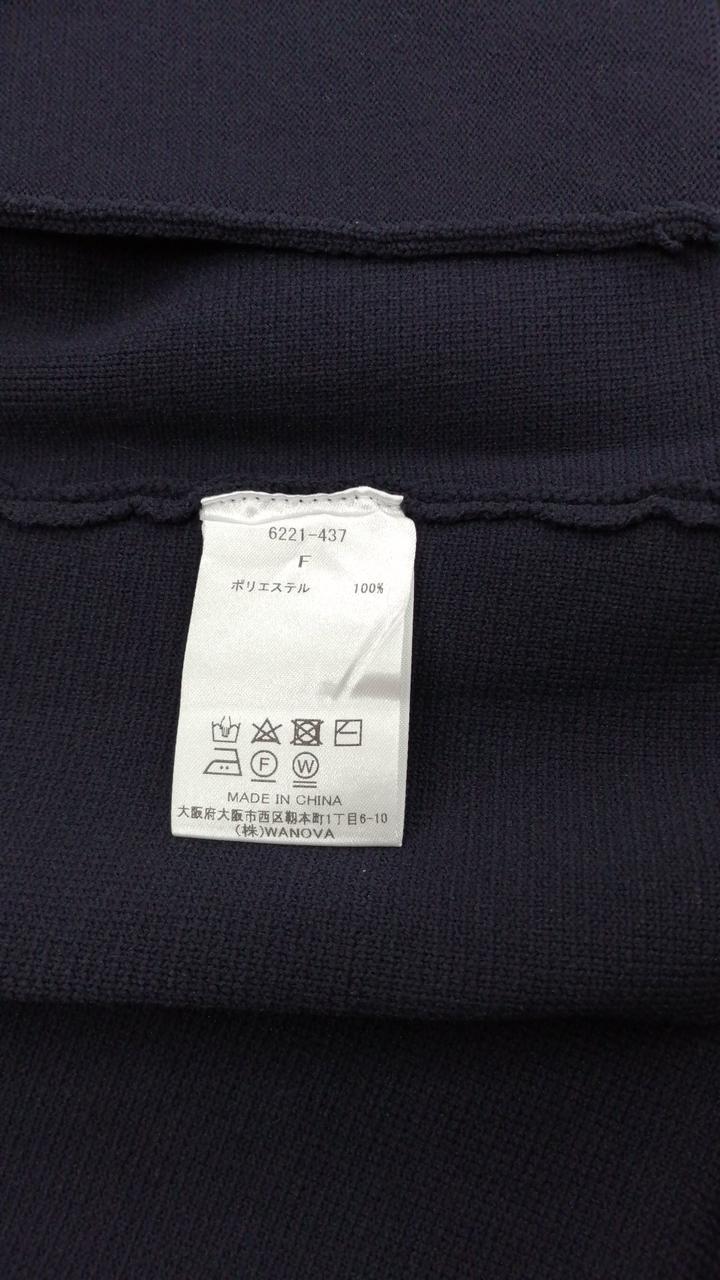 6221-437
F
ポリエステル 100%
F W
MADE IN CHINA
大阪府大阪市西区靱本町1丁目6-10
(株)WANOVA